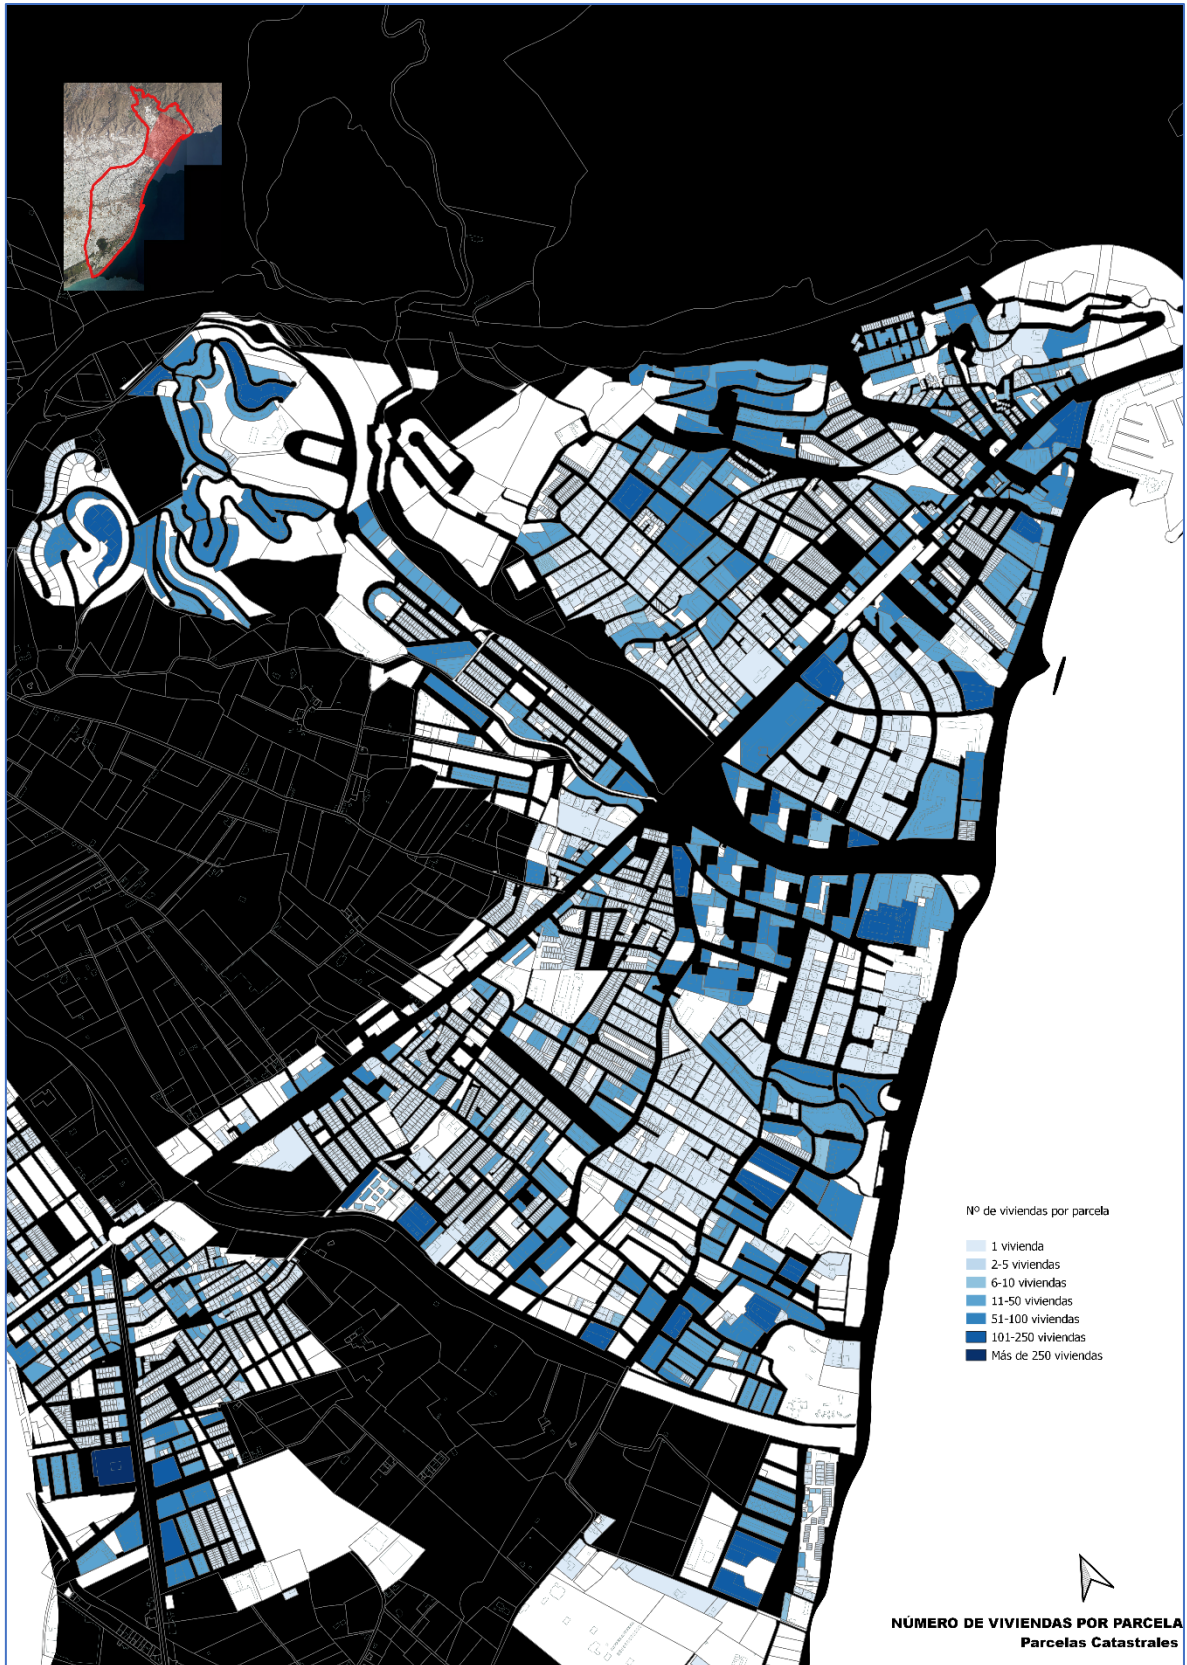 Nº de viviendas por parcela
1 vivienda
2-5 viviendas
6-10 viviendas
11-50 viviendas
51-100 viviendas
101-250 viviendas
Más de 250 viviendas
NÚMERO DE VIVIENDAS POR PARCELA
Parcelas Catastrales